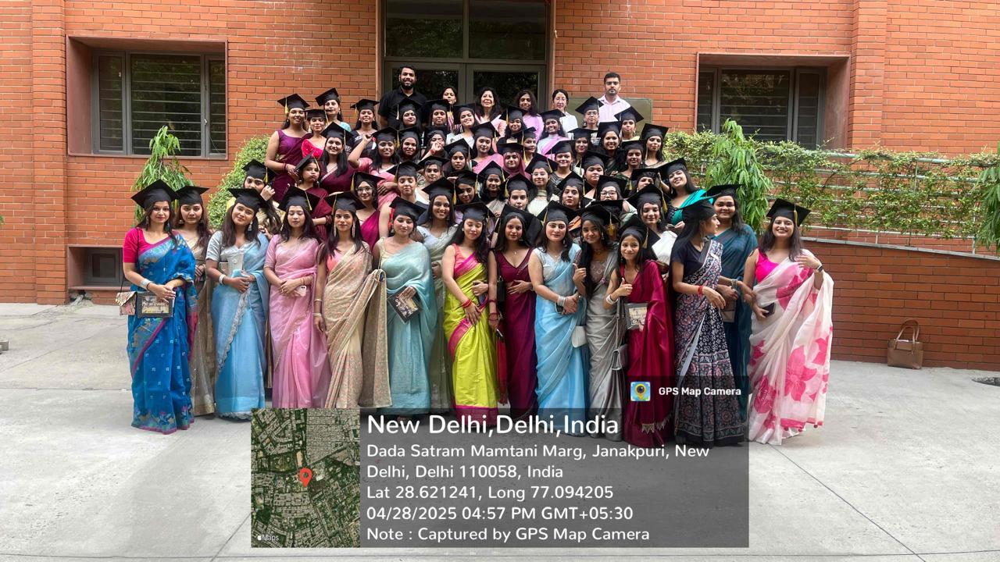 GPS Map Camera
New Delhi,Delhi,India
Dada Satram Mamtani Marg, Janakpuri, New
Delhi, Delhi 110058, India
Lat 28.621241, Long 77.094205
04/28/2025 04:57 PM GMT+05:30
Note : Captured by GPS Map Camera
Maps